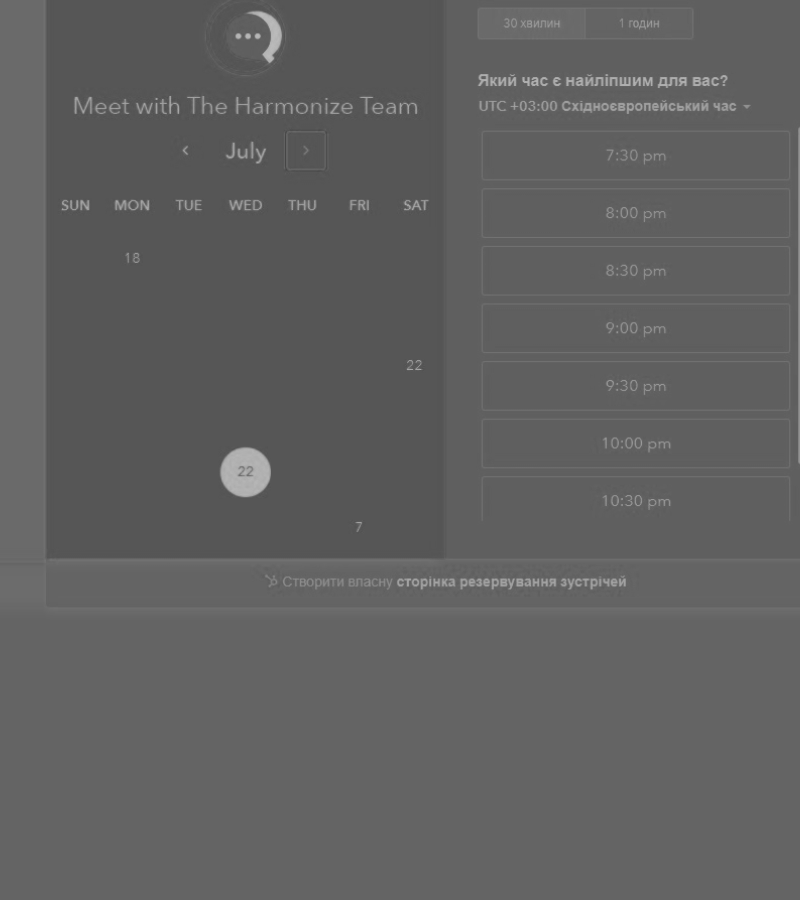 30 хвилин 1 годин
Який час є найліпшим для вас?
UTC +03:00 Східноєвропейський час
Meet with The Harmonize Team
July
SUN MON TUE WED THU FRI SAT
18
22
22
7
7:30 pm
8:00 pm
8:30 pm
9:00 pm
9:30 pm
10:00 pm
10:30 pm
Створити власну сторінка резервування зустрічей